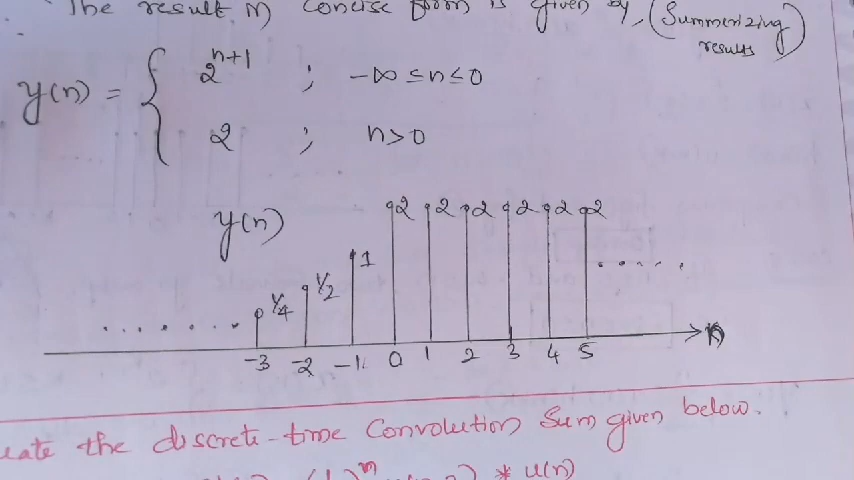 The result in concise form is given by, (Summerizing results)
y(n) = { 2^{n+1} ; -∞ ≤ n ≤ 0
2 ; n > 0
y(n)
2 2 2 2 2 2
1
1/2
1/4
-3 -2 -1 0 1 2 3 4 5 n
the discrete-time Convolution Sum given below.
* u(n)